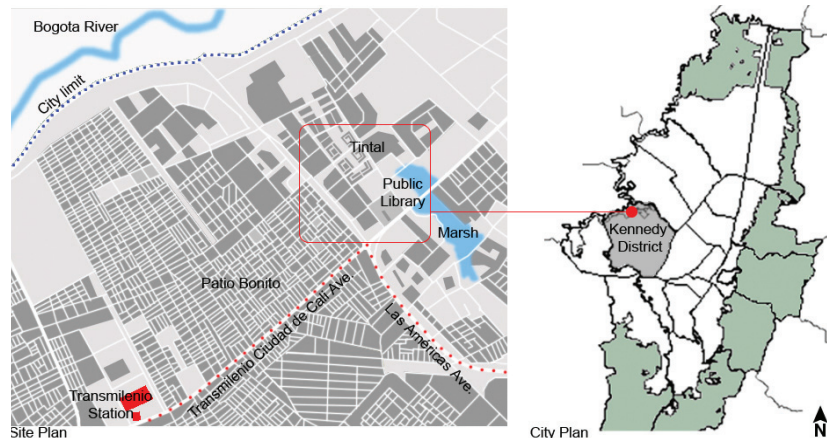 Bogota River
City limit
Tintal
Public
Library
Marsh
Patio Bonito
Transmilenio Ciudad de Cali Ave.
Las Américas Ave.
Transmilenio
Station
Site Plan
Kennedy
District
City Plan
N